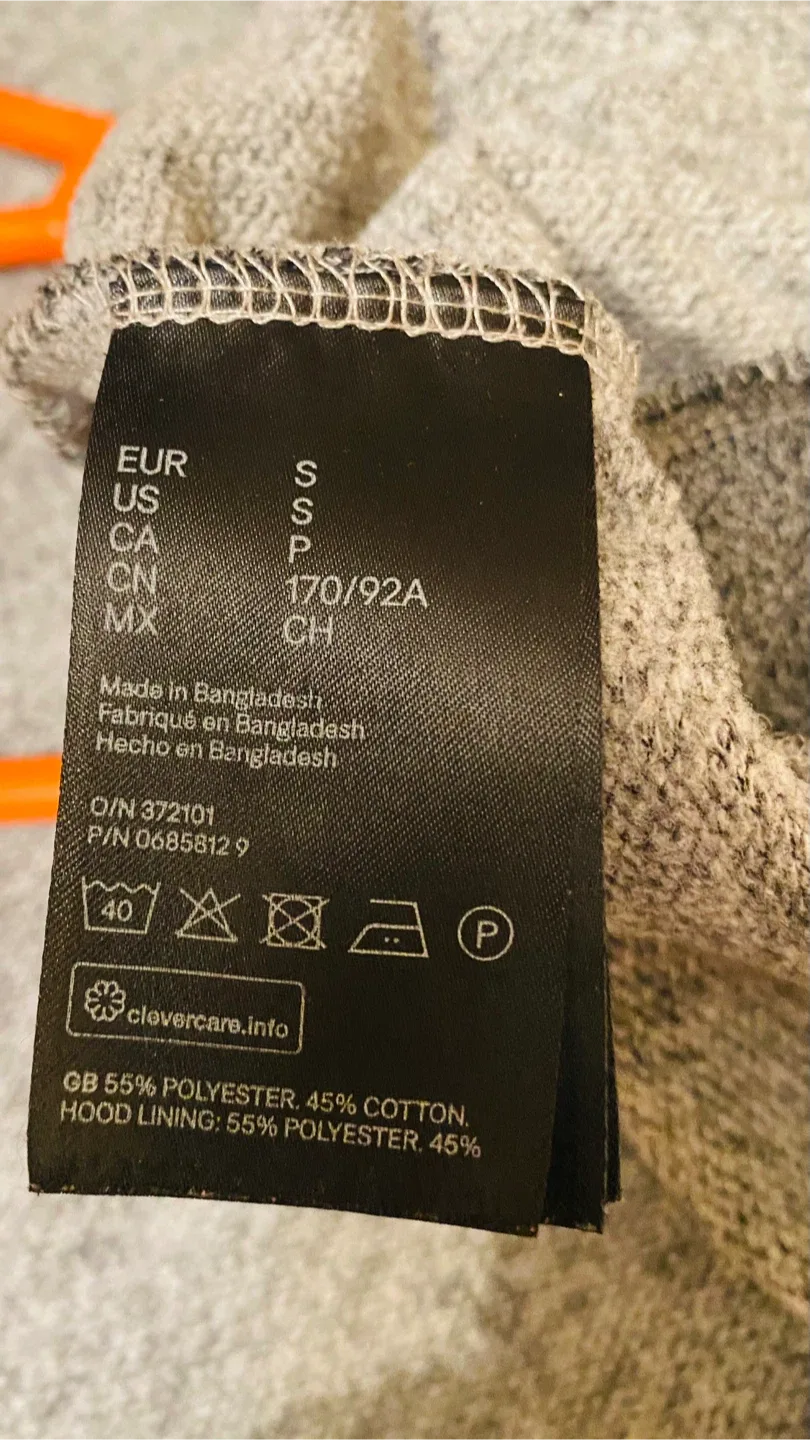 EUR S
US S
CA P
CN 170/92A
MX CH
Made in Bangladesh
Fabriqué en Bangladesh
Hecho en Bangladesh
O/N 372101
P/N 0685812 9
40 P
clevercare.info
GB 55% POLYESTER. 45% COTTON.
HOOD LINING: 55% POLYESTER. 45%